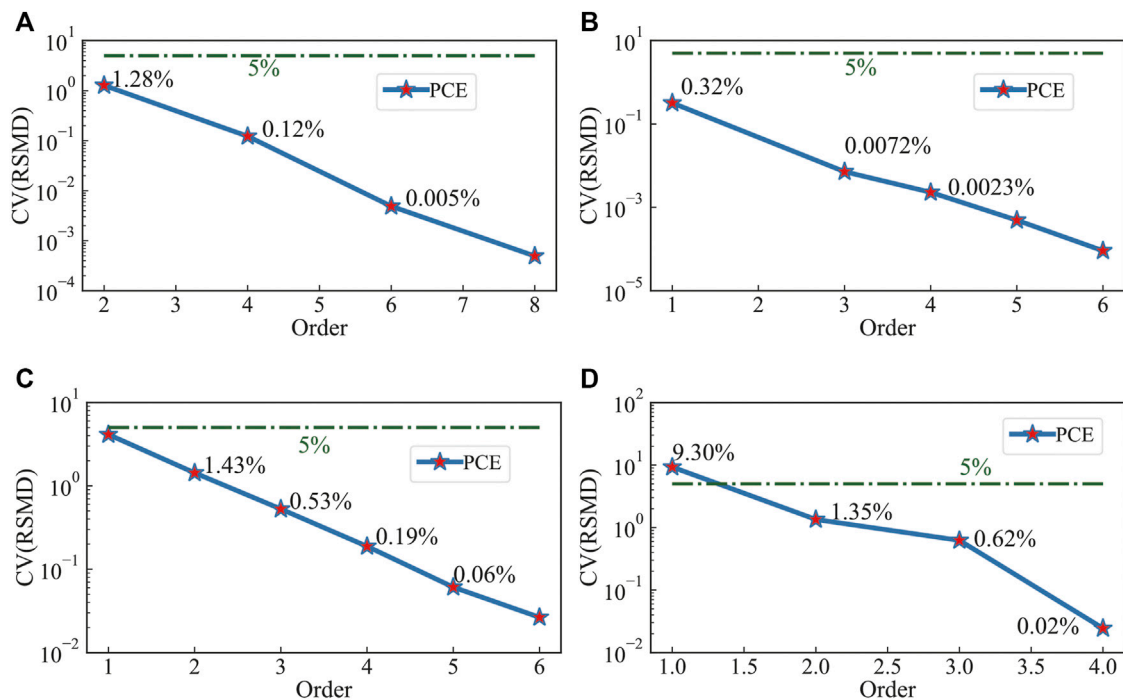 A
CV(RSMD)
10^1
10^0
10^−1
10^−2
10^−3
10^−4
5%
PCE
1.28%
0.12%
0.005%
2 3 4 5 6 7 8
Order
B
CV(RSMD)
10^1
10^−1
10^−3
10^−5
5%
PCE
0.32%
0.0072%
0.0023%
1 2 3 4 5 6
Order
C
CV(RSMD)
10^1
10^0
10^−1
10^−2
5%
PCE
1.43%
0.53%
0.19%
0.06%
1 2 3 4 5 6
Order
D
CV(RSMD)
10^2
10^1
10^0
10^−1
10^−2
PCE
9.30%
5%
1.35%
0.62%
0.02%
1.0 1.5 2.0 2.5 3.0 3.5 4.0
Order